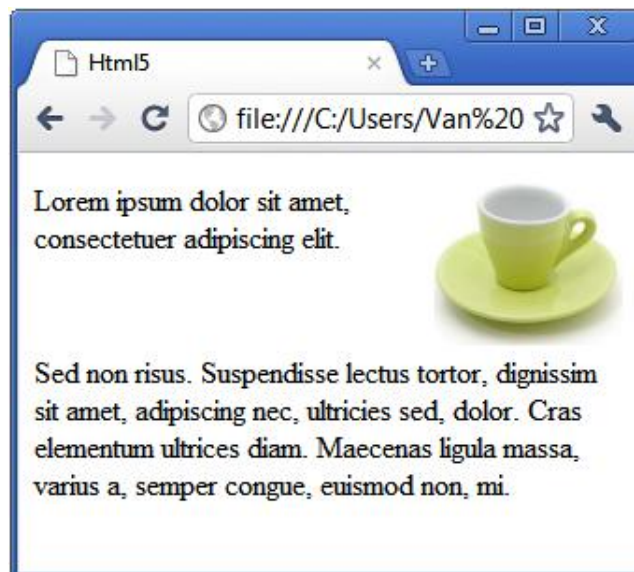 Html5
file:///C:/Users/Van%20
Lorem ipsum dolor sit amet,
consectetuer adipiscing elit.
Sed non risus. Suspendisse lectus tortor, dignissim
sit amet, adipiscing nec, ultricies sed, dolor. Cras
elementum ultrices diam. Maecenas ligula massa,
varius a, semper congue, euismod non, mi.